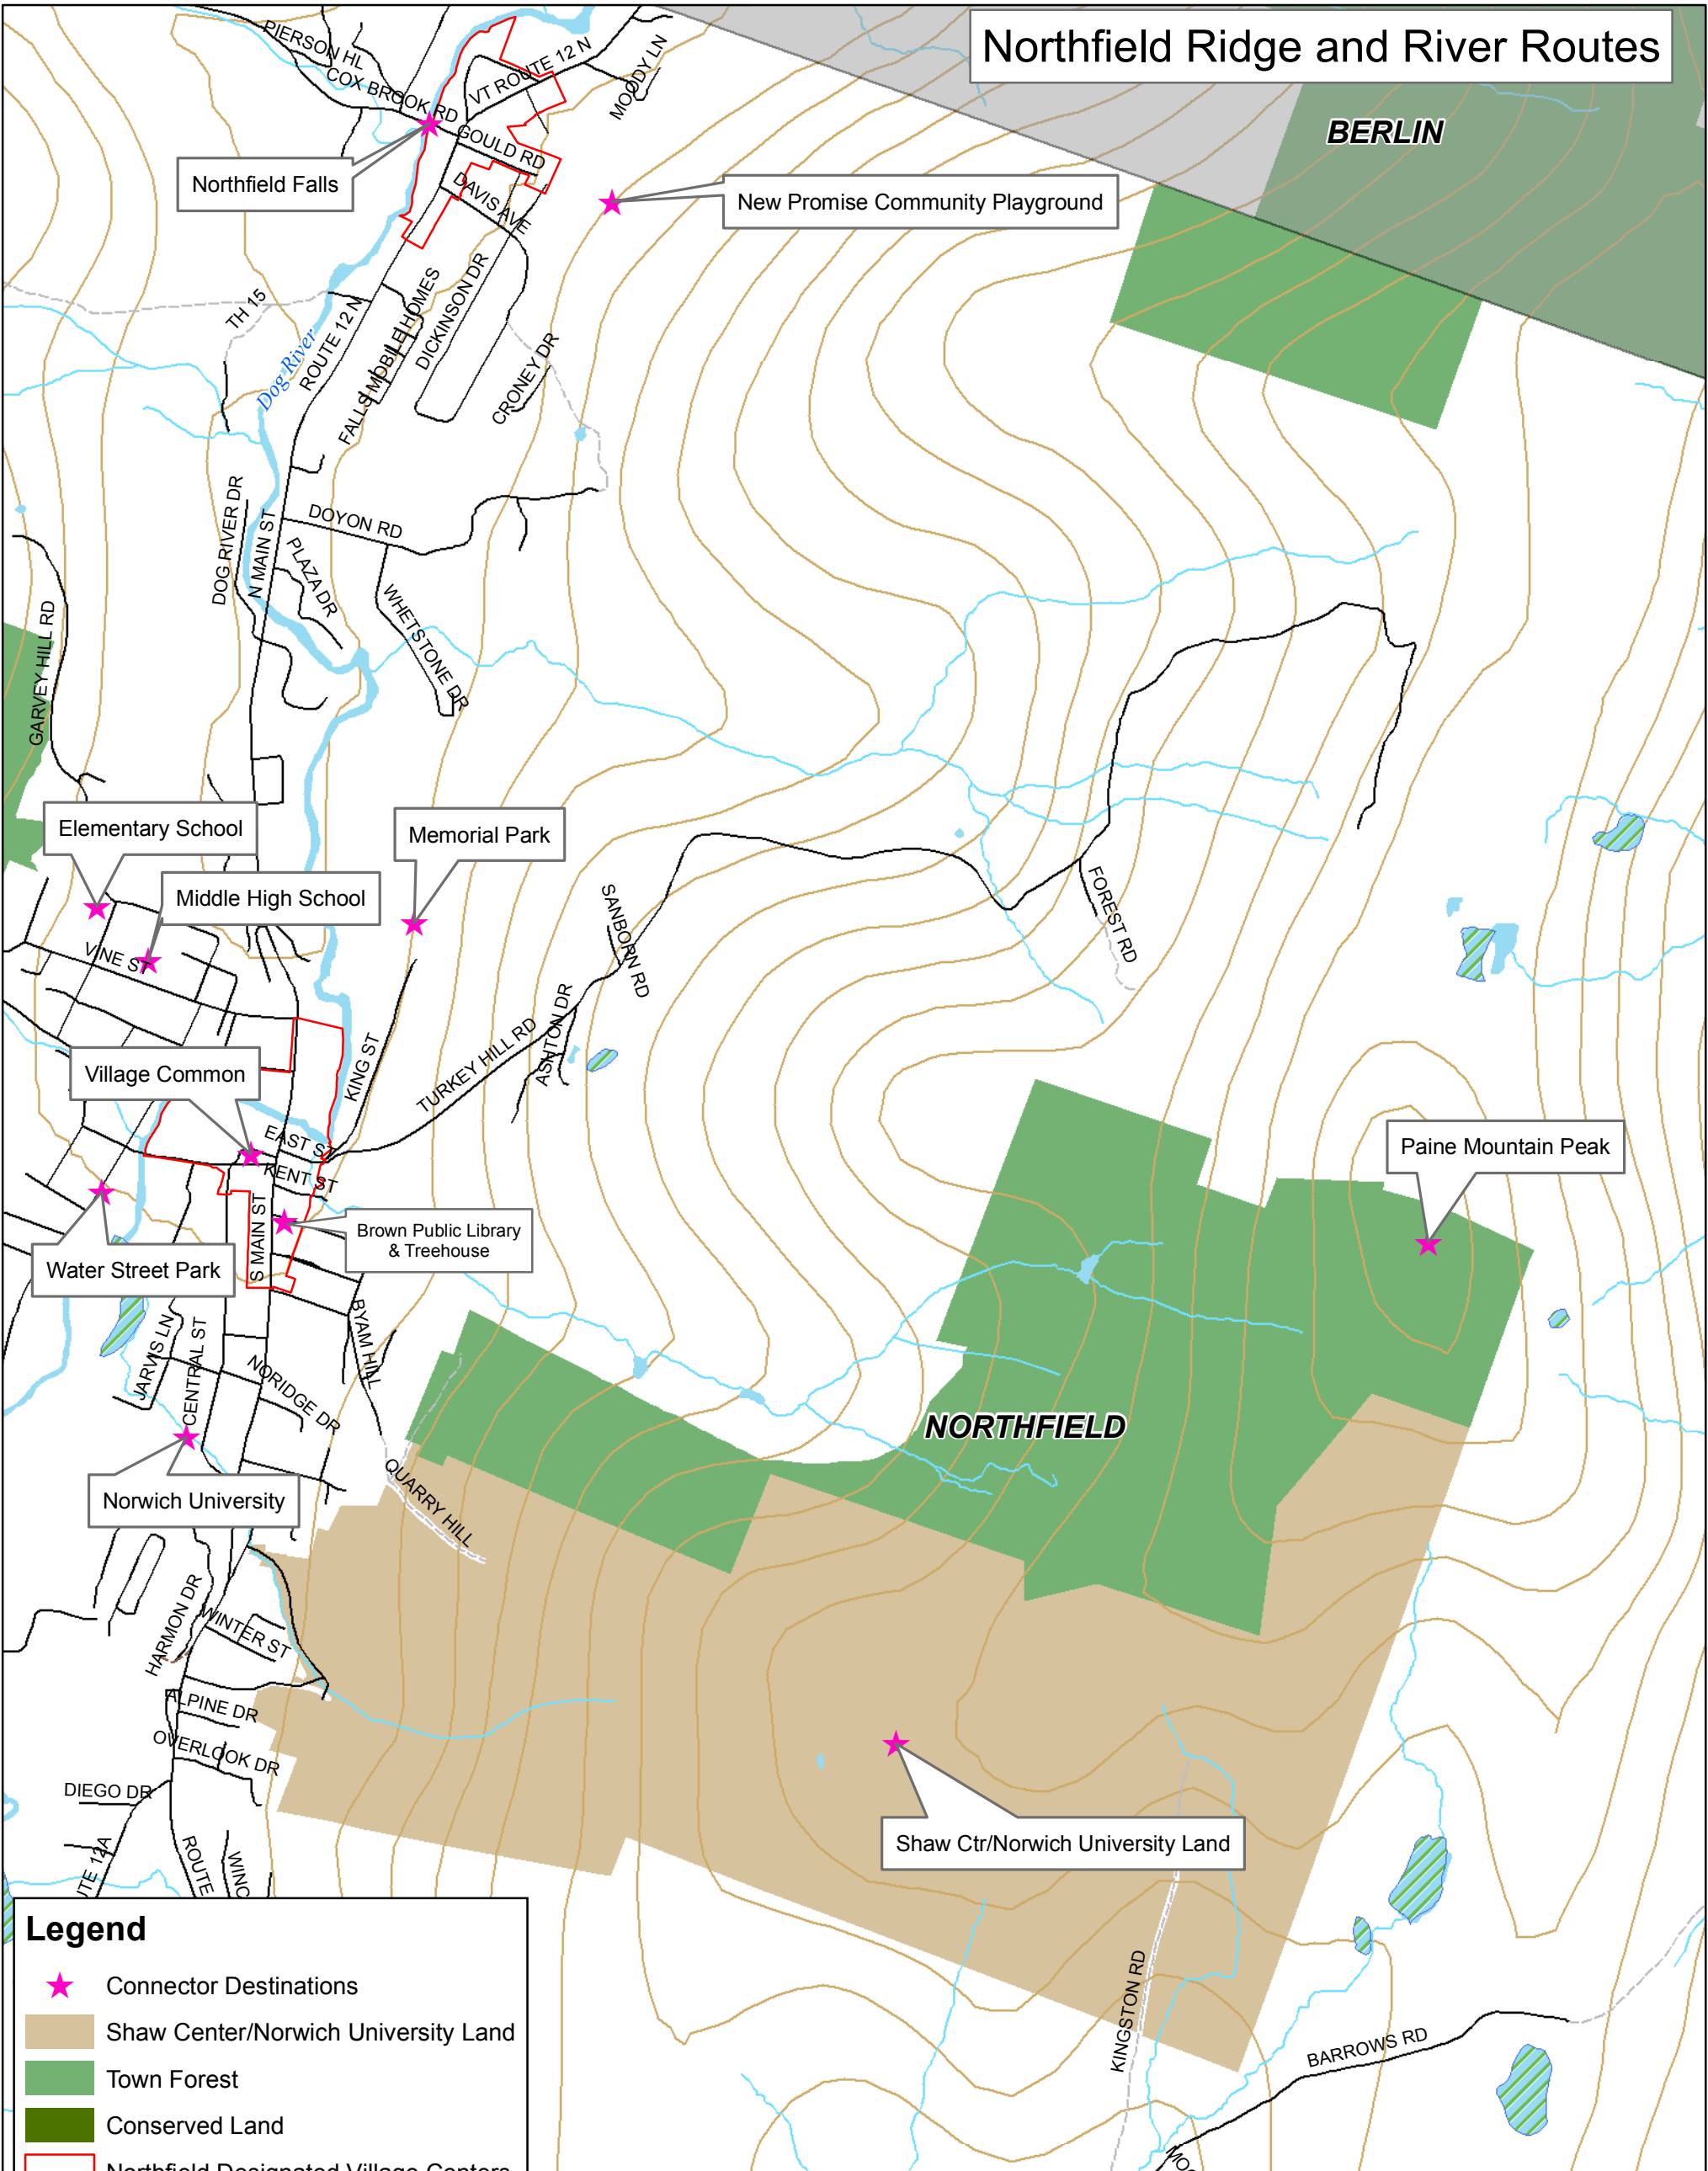 Northfield Ridge and River Routes
BERLIN
PIERSON HL
COX BROOK RD
VT ROUTE 12 N
MOODY LN
GOULD RD
Northfield Falls
DAVIS AVE
New Promise Community Playground
TH 15
Dog River
ROUTE 12 N
FALLS MOBILE HOMES
DICKINSON DR
CRONEY DR
DOG RIVER DR
N MAIN ST
DOYON RD
PLAZA DR
WHETSTONE DR
GARVEY HILL RD
Elementary School
Memorial Park
Middle High School
VINE ST
SANBORN RD
FOREST RD
ASHTON DR
TURKEY HILL RD
KING ST
Village Common
EAST ST
KENT ST
Paine Mountain Peak
S MAIN ST
Brown Public Library
& Treehouse
Water Street Park
BYAM HILL
JARVIS LN
CENTRAL ST
NORIDGE DR
NORTHFIELD
Norwich University
QUARRY HILL
HARMON DR
WINTER ST
ALPINE DR
OVERLOOK DR
DIEGO DR
UTE 12A
ROUTE
WINC
Shaw Ctr/Norwich University Land
KINGSTON RD
BARROWS RD
Legend
Connector Destinations
Shaw Center/Norwich University Land
Town Forest
Conserved Land
Northfield Designated Village Centers